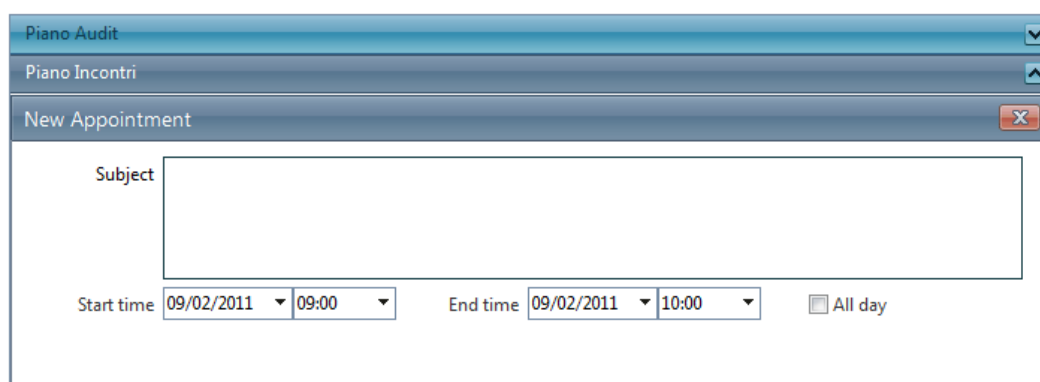 Piano Audit
Piano Incontri
New Appointment
Subject
Start time 09/02/2011 09:00 End time 09/02/2011 10:00 All day